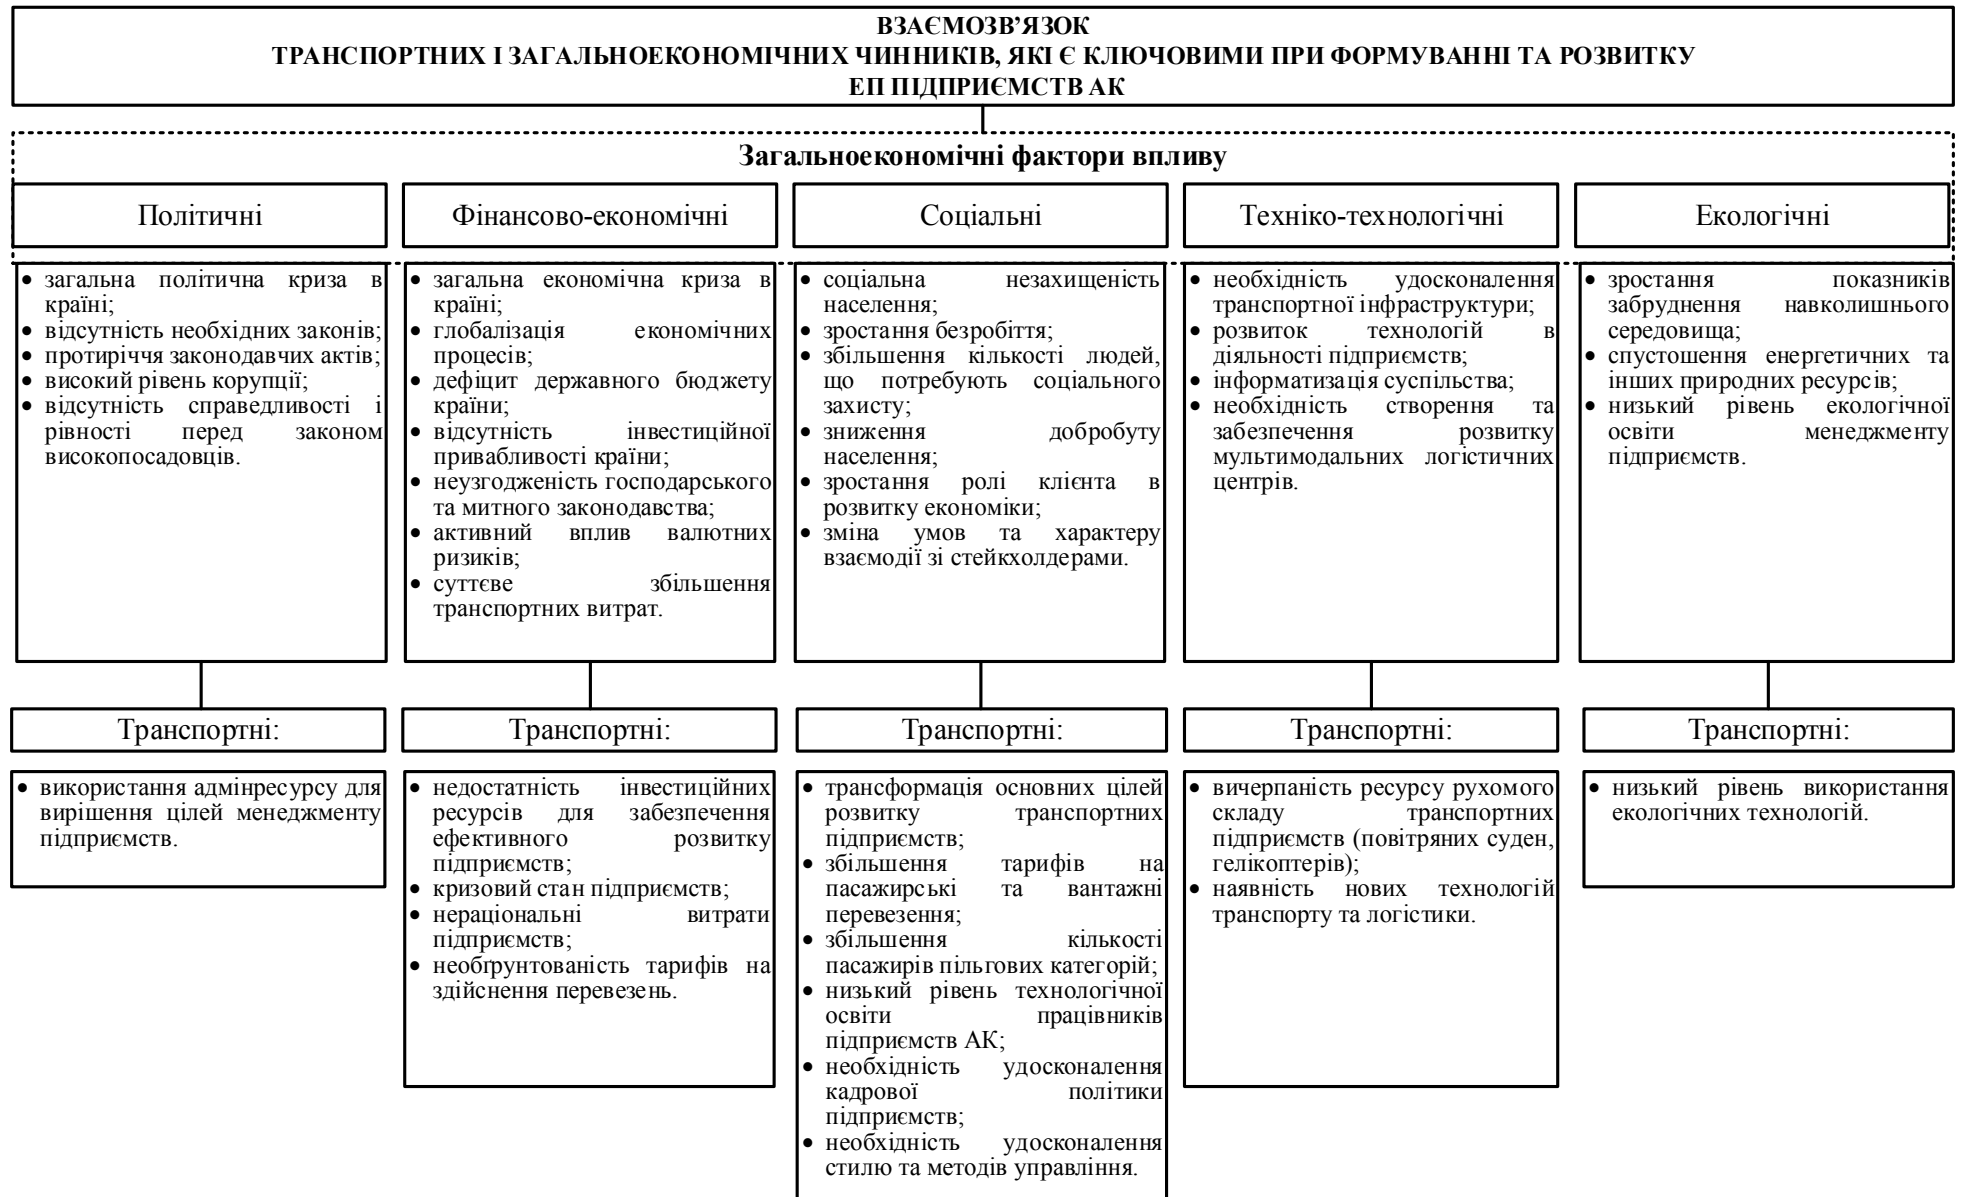 ВЗАЄМОЗВ’ЯЗОК
ТРАНСПОРТНИХ І ЗАГАЛЬНОЕКОНОМІЧНИХ ЧИННИКІВ, ЯКІ Є КЛЮЧОВИМИ ПРИ ФОРМУВАННІ ТА РОЗВИТКУ
ЕП ПІДПРИЄМСТВ АК
Загальноекономічні фактори впливу
Політичні
• загальна політична криза в
країні;
• відсутність необхідних законів;
• протиріччя законодавчих актів;
• високий рівень корупції;
• відсутність справедливості і
рівності перед законом
високопосадовців.
Транспортні:
• використання адмінресурсу для
вирішення цілей менеджменту
підприємств.
Фінансово-економічні
• загальна економічна криза в
країні;
• глобалізація економічних
процесів;
• дефіцит державного бюджету
країни;
• відсутність інвестиційної
привабливості країни;
• неузгодженість господарського
та митного законодавства;
• активний вплив валютних
ризиків;
• суттєве збільшення
транспортних витрат.
Транспортні:
• недостатність інвестиційних
ресурсів для забезпечення
ефективного розвитку
підприємств;
• кризовий стан підприємств;
• нераціональні витрати
підприємств;
• необґрунтованість тарифів на
здійснення перевезень.
Соціальні
• соціальна незахищеність
населення;
• зростання безробіття;
• збільшення кількості людей,
що потребують соціального
захисту;
• зниження добробуту
населення;
• зростання ролі клієнта в
розвитку економіки;
• зміна умов та характеру
взаємодії зі стейкхолдерами.
Транспортні:
• трансформація основних цілей
розвитку транспортних
підприємств;
• збільшення тарифів на
пасажирські та вантажні
перевезення;
• збільшення кількості
пасажирів пільгових категорій;
• низький рівень технологічної
освіти працівників
підприємств АК;
• необхідність удосконалення
кадрової політики
підприємств;
• необхідність удосконалення
стилю та методів управління.
Техніко-технологічні
• необхідність удосконалення
транспортної інфраструктури;
• розвиток технологій в
діяльності підприємств;
• інформатизація суспільства;
• необхідність створення та
забезпечення розвитку
мультимодальних логістичних
центрів.
Транспортні:
• вичерпаність ресурсу рухомого
складу транспортних
підприємств (повітряних суден,
гелікоптерів);
• наявність нових технологій
транспорту та логістики.
Екологічні
• зростання показників
забруднення навколишнього
середовища;
• спустошення енергетичних та
інших природних ресурсів;
• низький рівень екологічної
освіти менеджменту
підприємств.
Транспортні:
• низький рівень використання
екологічних технологій.